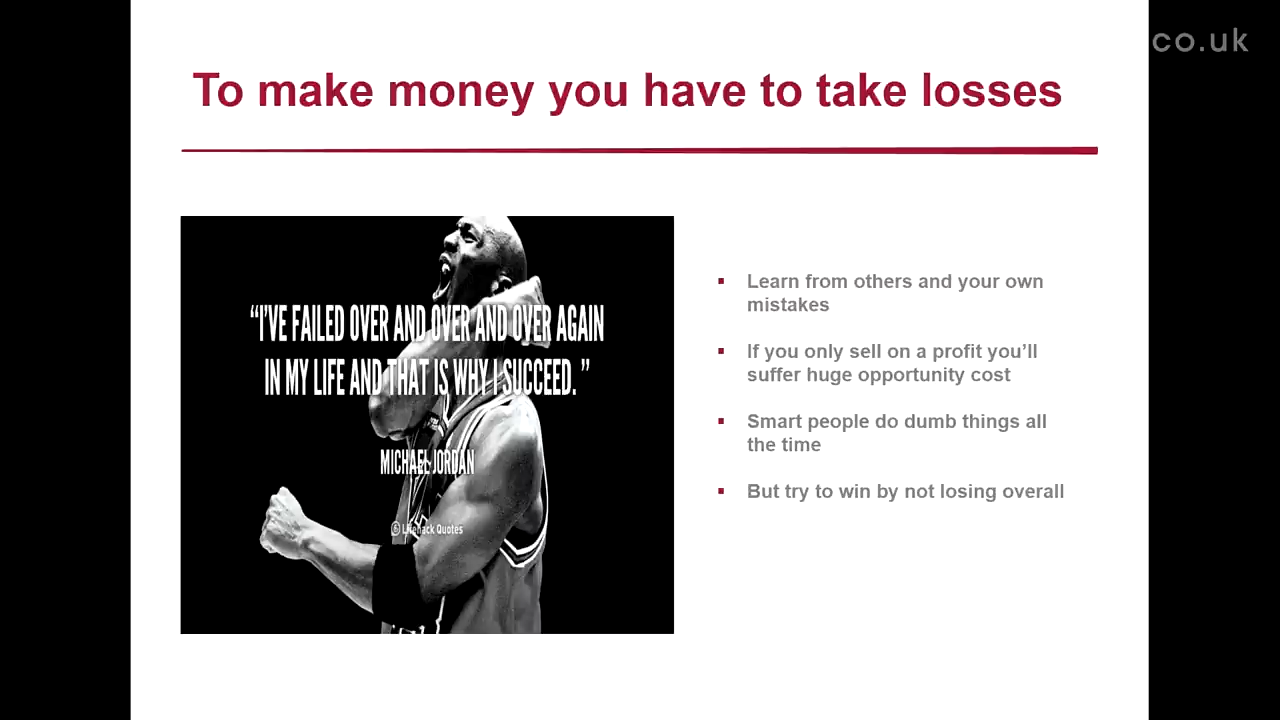 co.uk
To make money you have to take losses
“I’VE FAILED OVER AND OVER AND OVER AGAIN
IN MY LIFE AND THAT IS WHY I SUCCEED. ”
MICHAEL JORDAN
Lifehack Quotes
▪ Learn from others and your own
mistakes
▪ If you only sell on a profit you’ll
suffer huge opportunity cost
▪ Smart people do dumb things all
the time
▪ But try to win by not losing overall